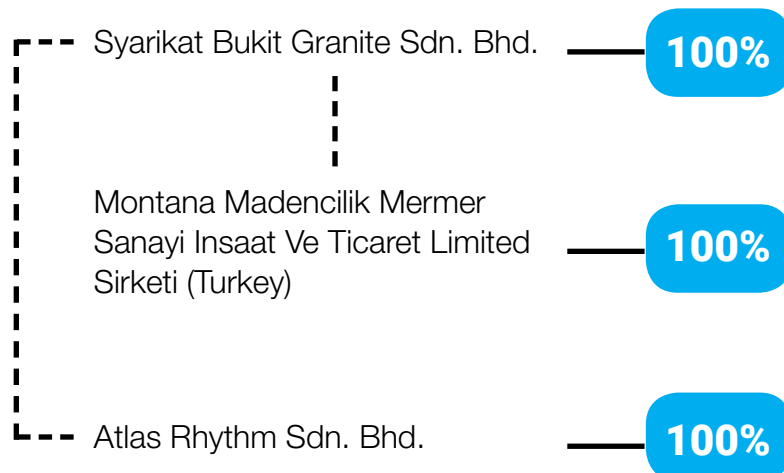 Syarikat Bukit Granite Sdn. Bhd.
100%
Montana Madencilik Mermer
Sanayi Insaat Ve Ticaret Limited
Sirketi (Turkey)
100%
Atlas Rhythm Sdn. Bhd.
100%